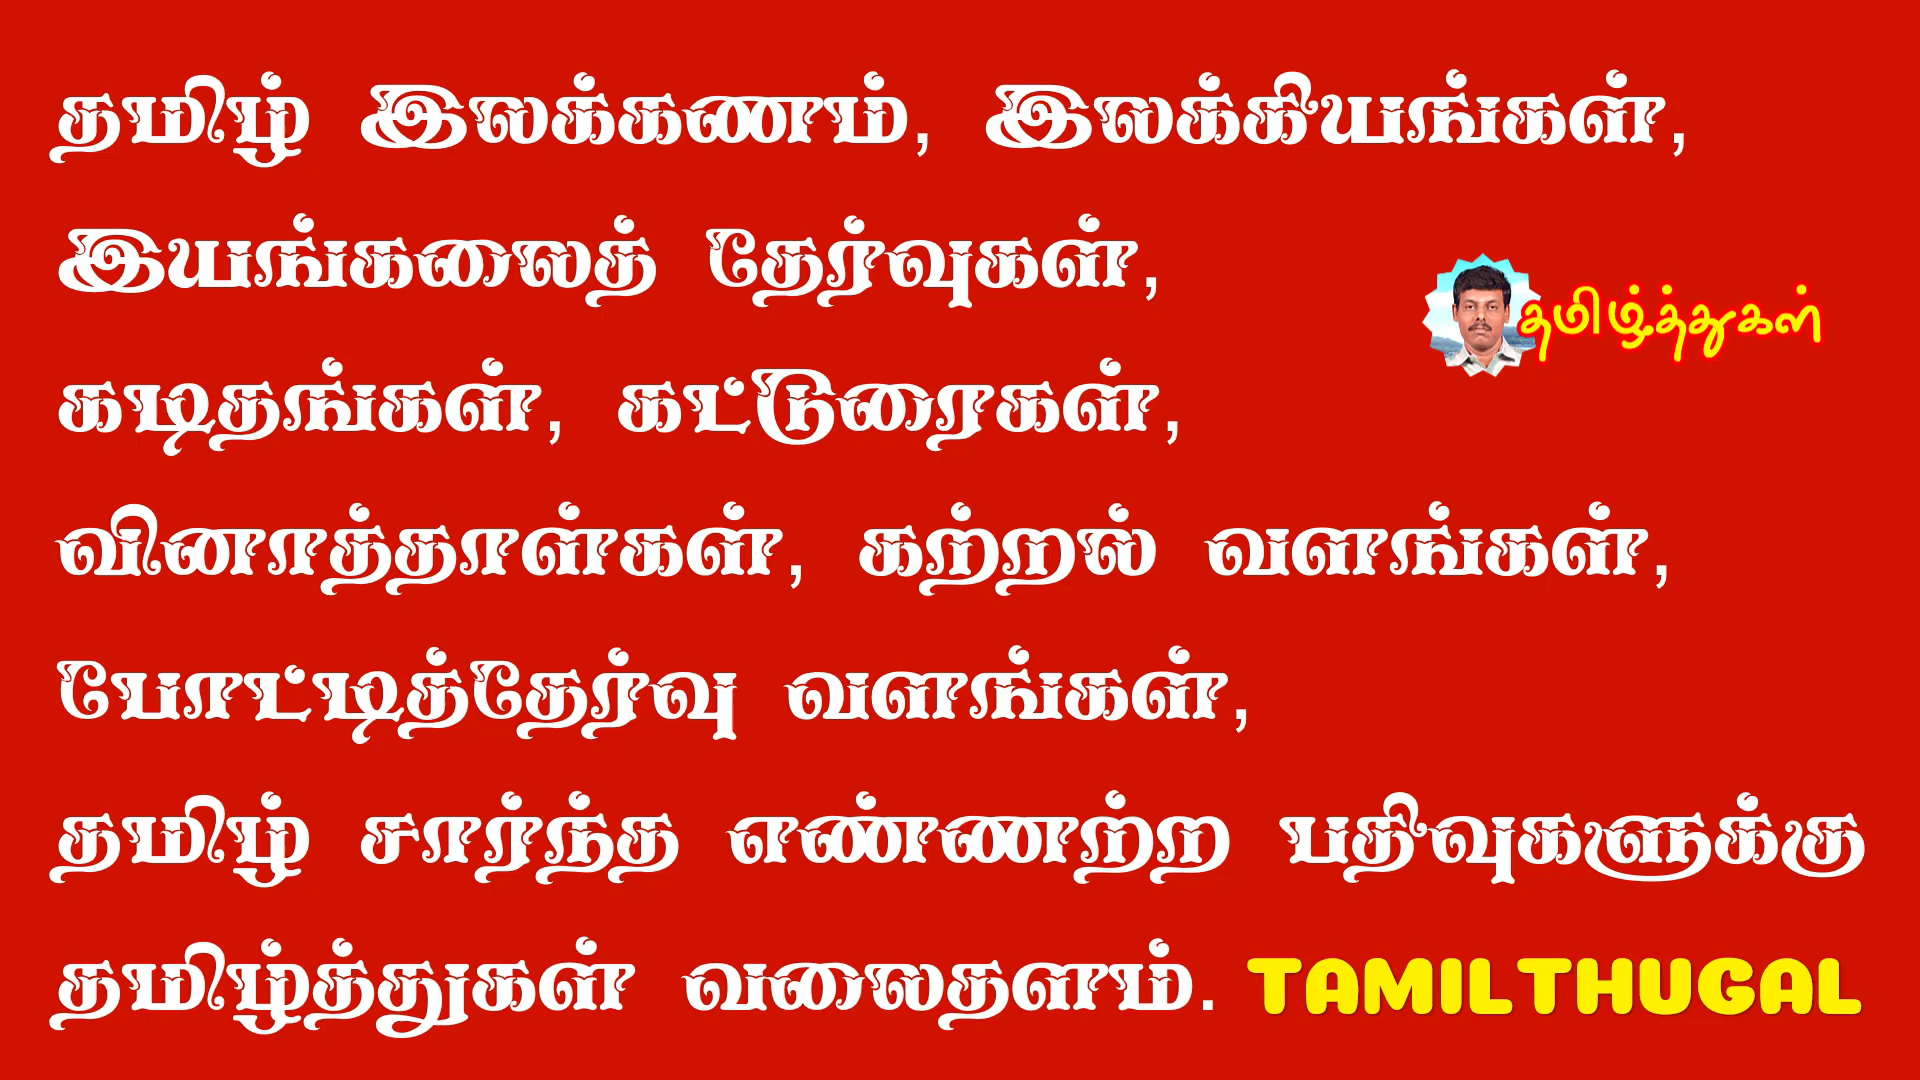 தமிழ் இலக்கணம், இலக்கியங்கள்,
இயங்கலைத் தேர்வுகள்,
தமிழ்த்துகள்
கடிதங்கள், கட்டுரைகள்,
வினாத்தாள்கள், கற்றல் வளங்கள்,
போட்டித்தேர்வு வளங்கள்,
தமிழ் சார்ந்த எண்ணற்ற பதிவுகளுக்கு
தமிழ்த்துகள் வலைதளம். TAMILTHUGAL